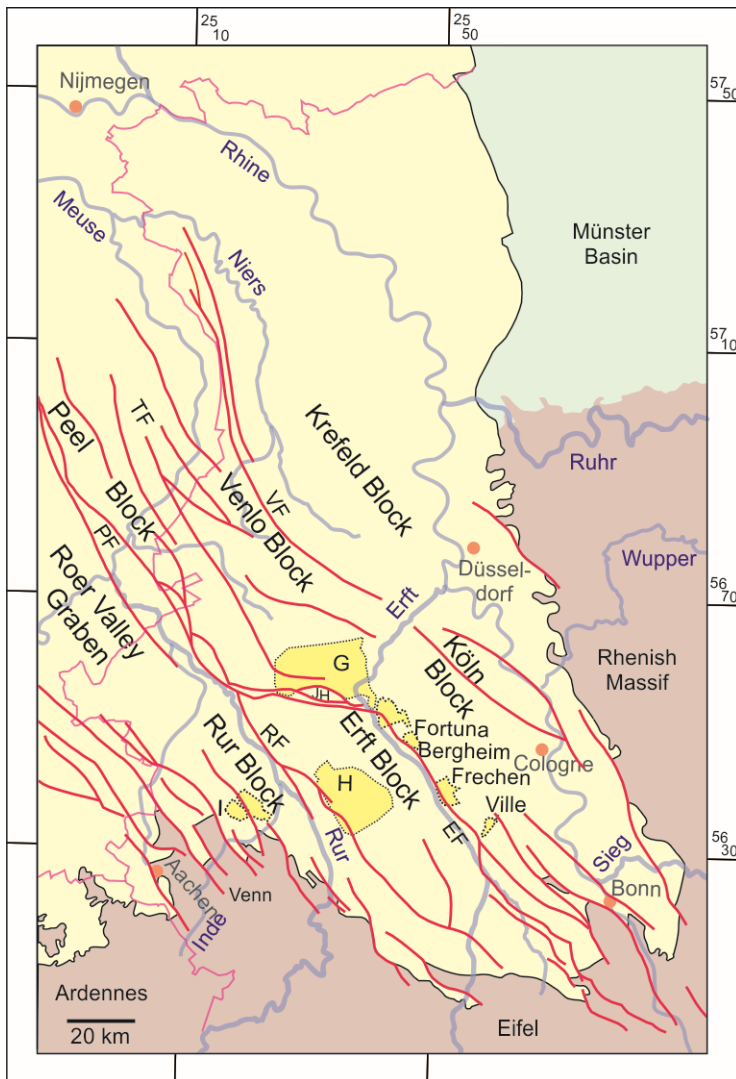 25
10
25
50
Nijmegen
57
50
Rhine
Meuse
Münster
Basin
Niers
57
10
Peel
Block
TF
Krefeld Block
Ruhr
VF
Venlo Block
PF
Wupper
Düssel-
dorf
Roer Valley
Graben
Erft
56
70
Köln
Block
Rhenish
Massif
G
JH
Fortuna
Bergheim
Cologne
Frechen
Ville
Erft Block
RF
Rur Block
H
I
EF
Rur
Sieg
56
30
Aachen
Venn
Bonn
Inde
Ardennes
20 km
Eifel